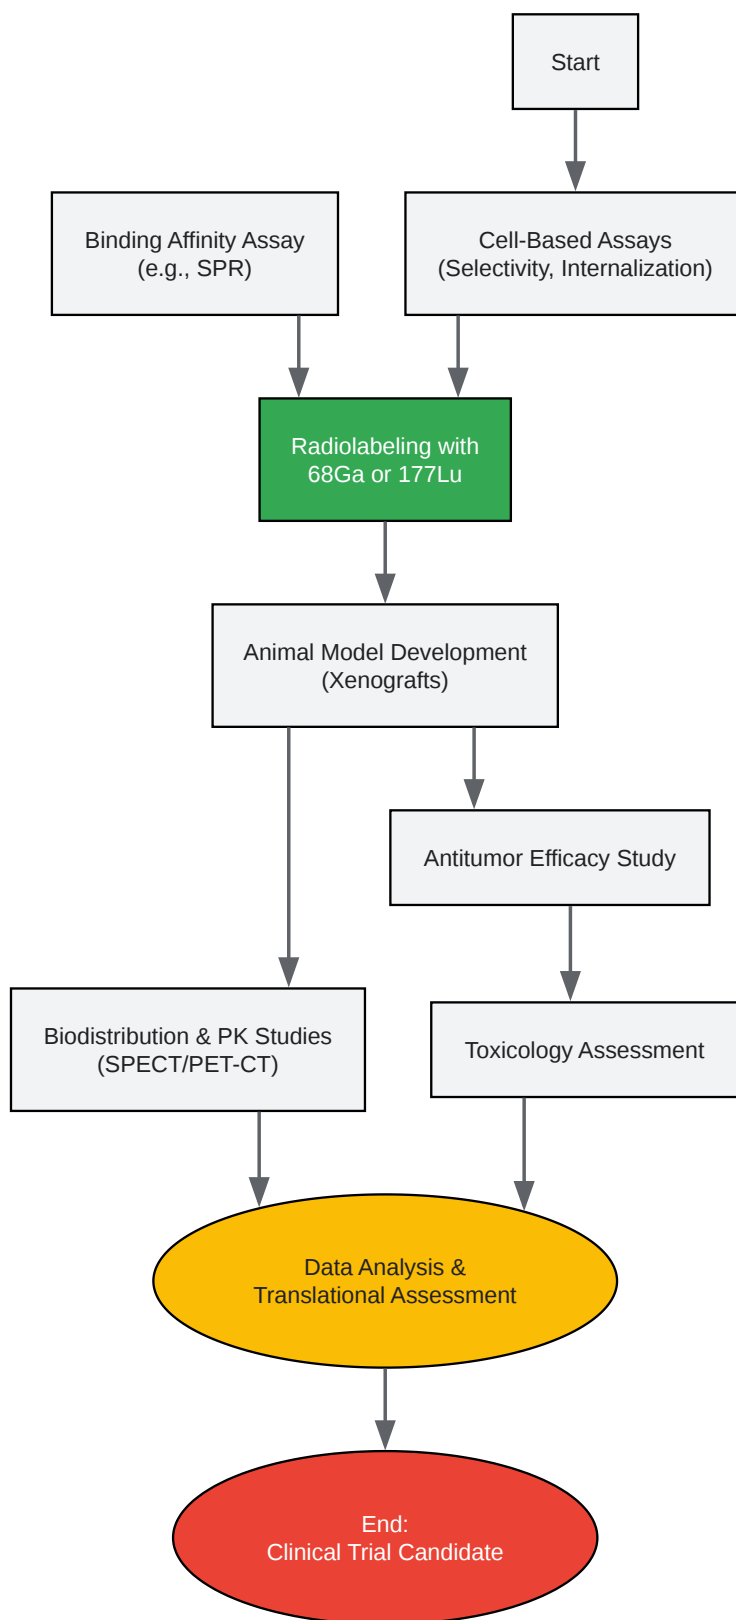 Start
Binding Affinity Assay
(e.g., SPR)
Cell-Based Assays
(Selectivity, Internalization)
Radiolabeling with
68Ga or 177Lu
Animal Model Development
(Xenografts)
Antitumor Efficacy Study
Biodistribution & PK Studies
(SPECT/PET-CT)
Toxicology Assessment
Data Analysis &
Translational Assessment
End:
Clinical Trial Candidate